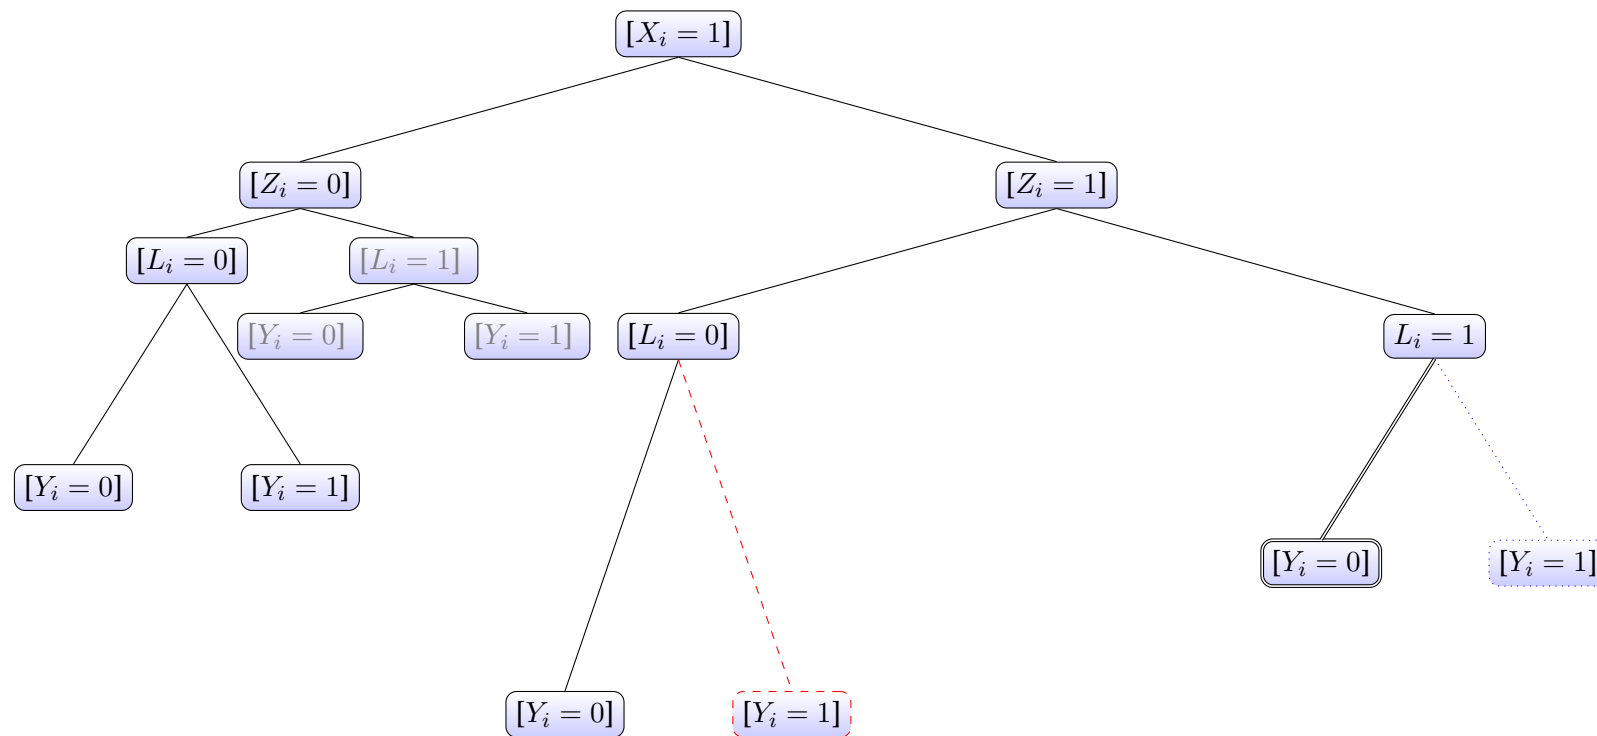 [X_i = 1]
[Z_i = 0]
[Z_i = 1]
[L_i = 0]
[L_i = 1]
[Y_i = 0]
[Y_i = 1]
[L_i = 0]
L_i = 1
[Y_i = 0]
[Y_i = 1]
[Y_i = 0]
[Y_i = 1]
[Y_i = 0]
[Y_i = 1]